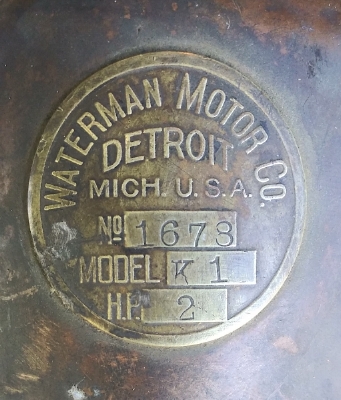 WATERMAN MOTOR CO.
DETROIT
MICH. U.S.A.
No 1678
MODEL K 1
H.P. 2